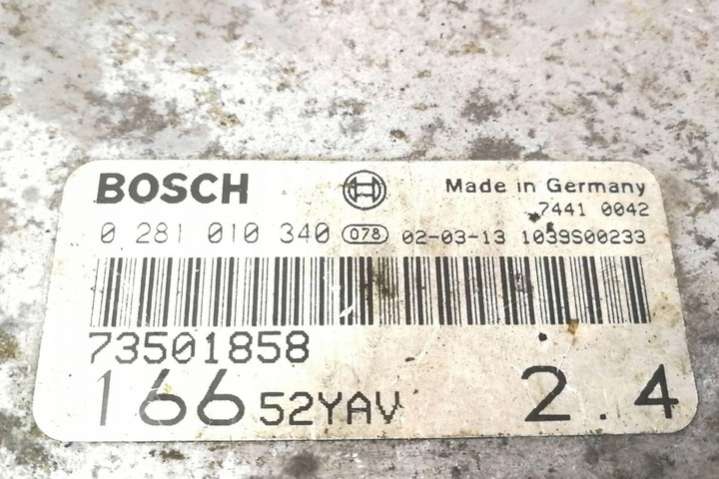 BOSCH Made in Germany
7441 0042
0 281 010 340 078 02-03-13 1039S00233
73501858
166 52YAV 2.4